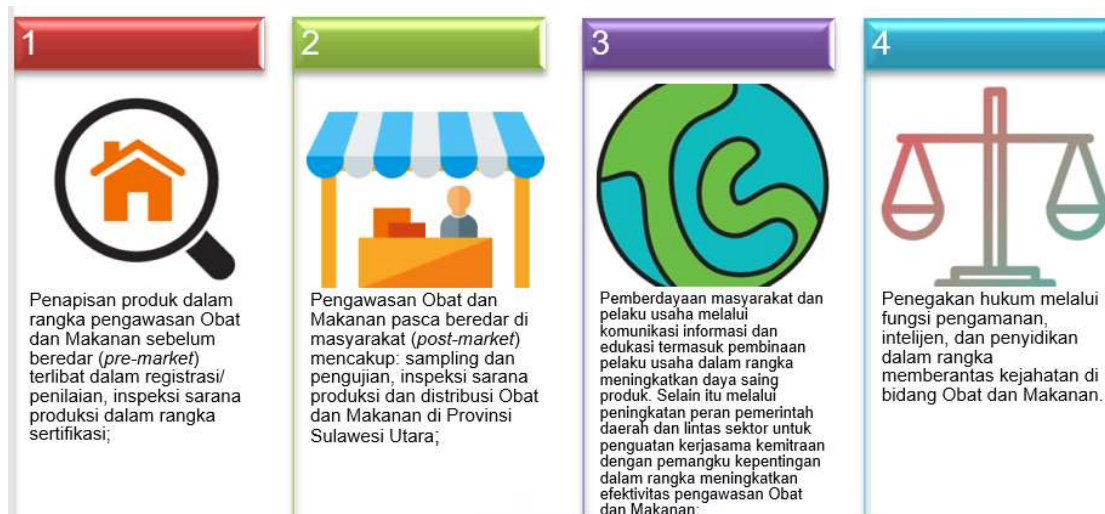 1
Penapisan produk dalam
rangka pengawasan Obat
dan Makanan sebelum
beredar (pre-market)
terlibat dalam registrasi/
penilaian, inspeksi sarana
produksi dalam rangka
sertifikasi;
2
Pengawasan Obat dan
Makanan pasca beredar di
masyarakat (post-market)
mencakup: sampling dan
pengujian, inspeksi sarana
produksi dan distribusi Obat
dan Makanan di Provinsi
Sulawesi Utara;
3
Pemberdayaan masyarakat dan
pelaku usaha melalui
komunikasi informasi dan
edukasi termasuk pembinaan
pelaku usaha dalam rangka
meningkatkan daya saing
produk. Selain itu melalui
peningkatan peran pemerintah
daerah dan lintas sektor untuk
penguatan kerjasama kemitraan
dengan pemangku kepentingan
dalam rangka meningkatkan
efektivitas pengawasan Obat
dan Makanan;
4
Penegakan hukum melalui
fungsi pengamanan,
intelijen, dan penyidikan
dalam rangka
memberantas kejahatan di
bidang Obat dan Makanan.